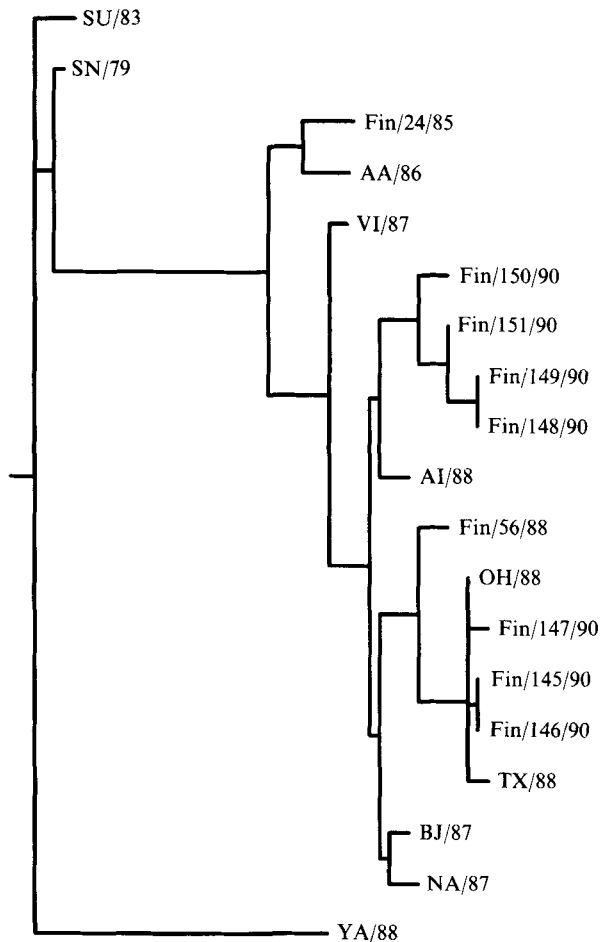 SU/83
SN/79
Fin/24/85
AA/86
VI/87
Fin/150/90
Fin/151/90
Fin/149/90
Fin/148/90
AI/88
Fin/56/88
OH/88
Fin/147/90
Fin/145/90
Fin/146/90
TX/88
BJ/87
NA/87
YA/88